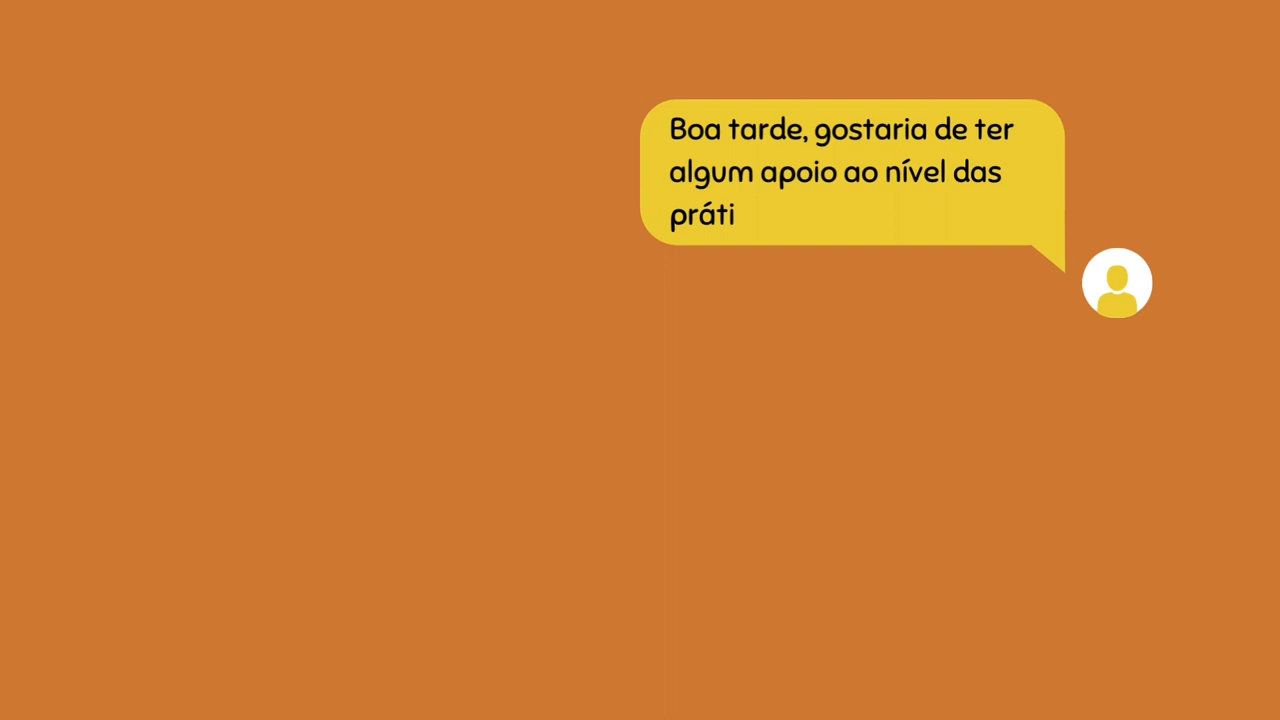 Boa tarde, gostaria de ter
algum apoio ao nível das
práti